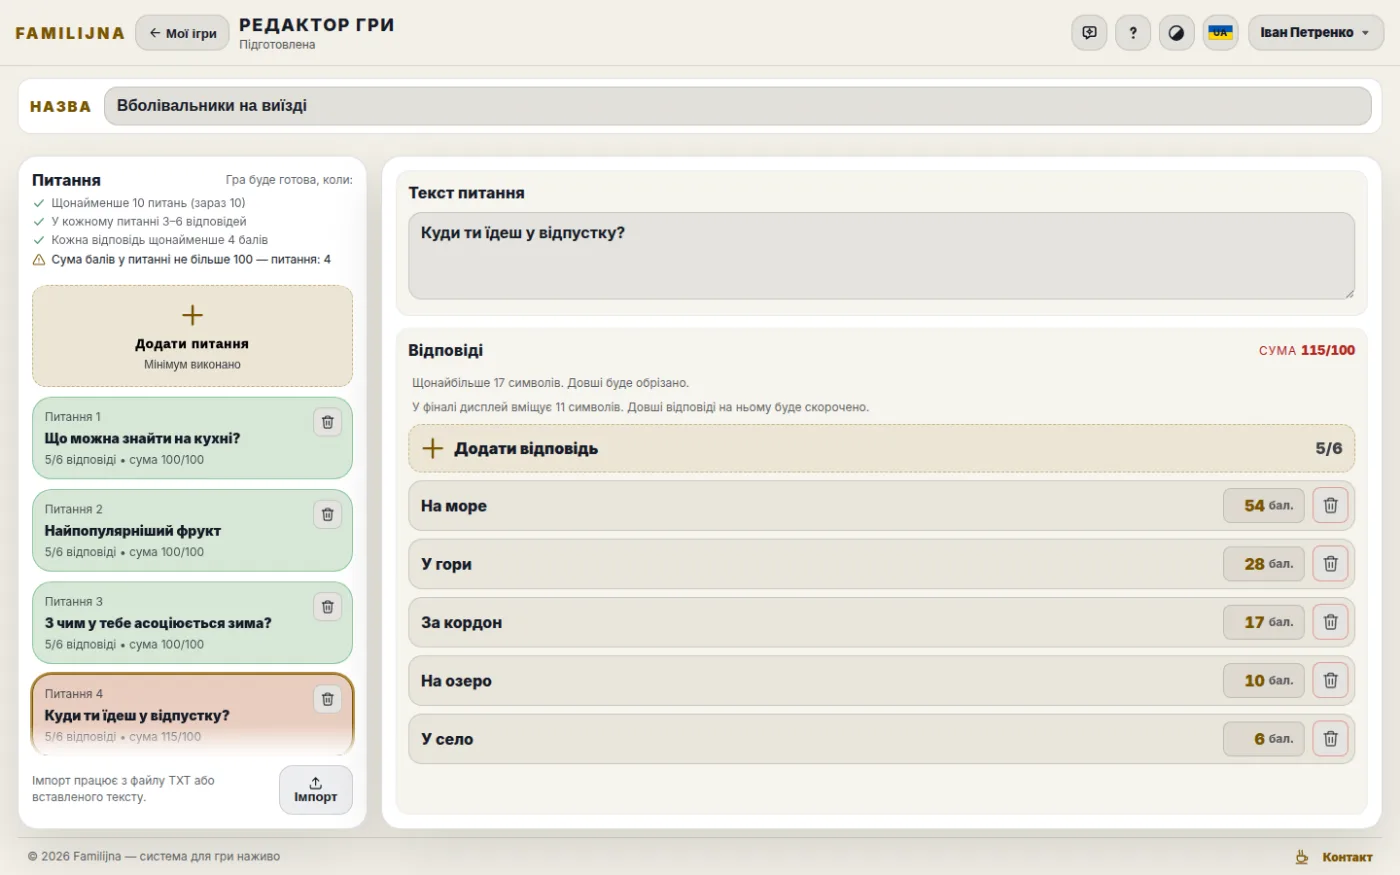 FAMILIJNA
← Мої ігри
РЕДАКТОР ГРИ
Підготовлена
?
UA
Іван Петренко
НАЗВА
Вболівальники на виїзді
Питання
Гра буде готова, коли:
Щонайменше 10 питань (зараз 10)
У кожному питанні 3–6 відповідей
Кожна відповідь щонайменше 4 балів
Сума балів у питанні не більше 100 — питання: 4
Додати питання
Мінімум виконано
Питання 1
Що можна знайти на кухні?
5/6 відповіді • сума 100/100
Питання 2
Найпопулярніший фрукт
5/6 відповіді • сума 100/100
Питання 3
З чим у тебе асоціюється зима?
5/6 відповіді • сума 100/100
Питання 4
Куди ти їдеш у відпустку?
5/6 відповіді • сума 115/100
Імпорт працює з файлу TXT або
вставленого тексту.
Імпорт
Текст питання
Куди ти їдеш у відпустку?
Відповіді
СУМА 115/100
Щонайбільше 17 символів. Довші буде обрізано.
У фіналі дисплей вміщує 11 символів. Довші відповіді на ньому буде скорочено.
Додати відповідь
5/6
На море
54 бал.
У гори
28 бал.
За кордон
17 бал.
На озеро
10 бал.
У село
6 бал.
© 2026 Familijna — система для гри наживо
Контакт